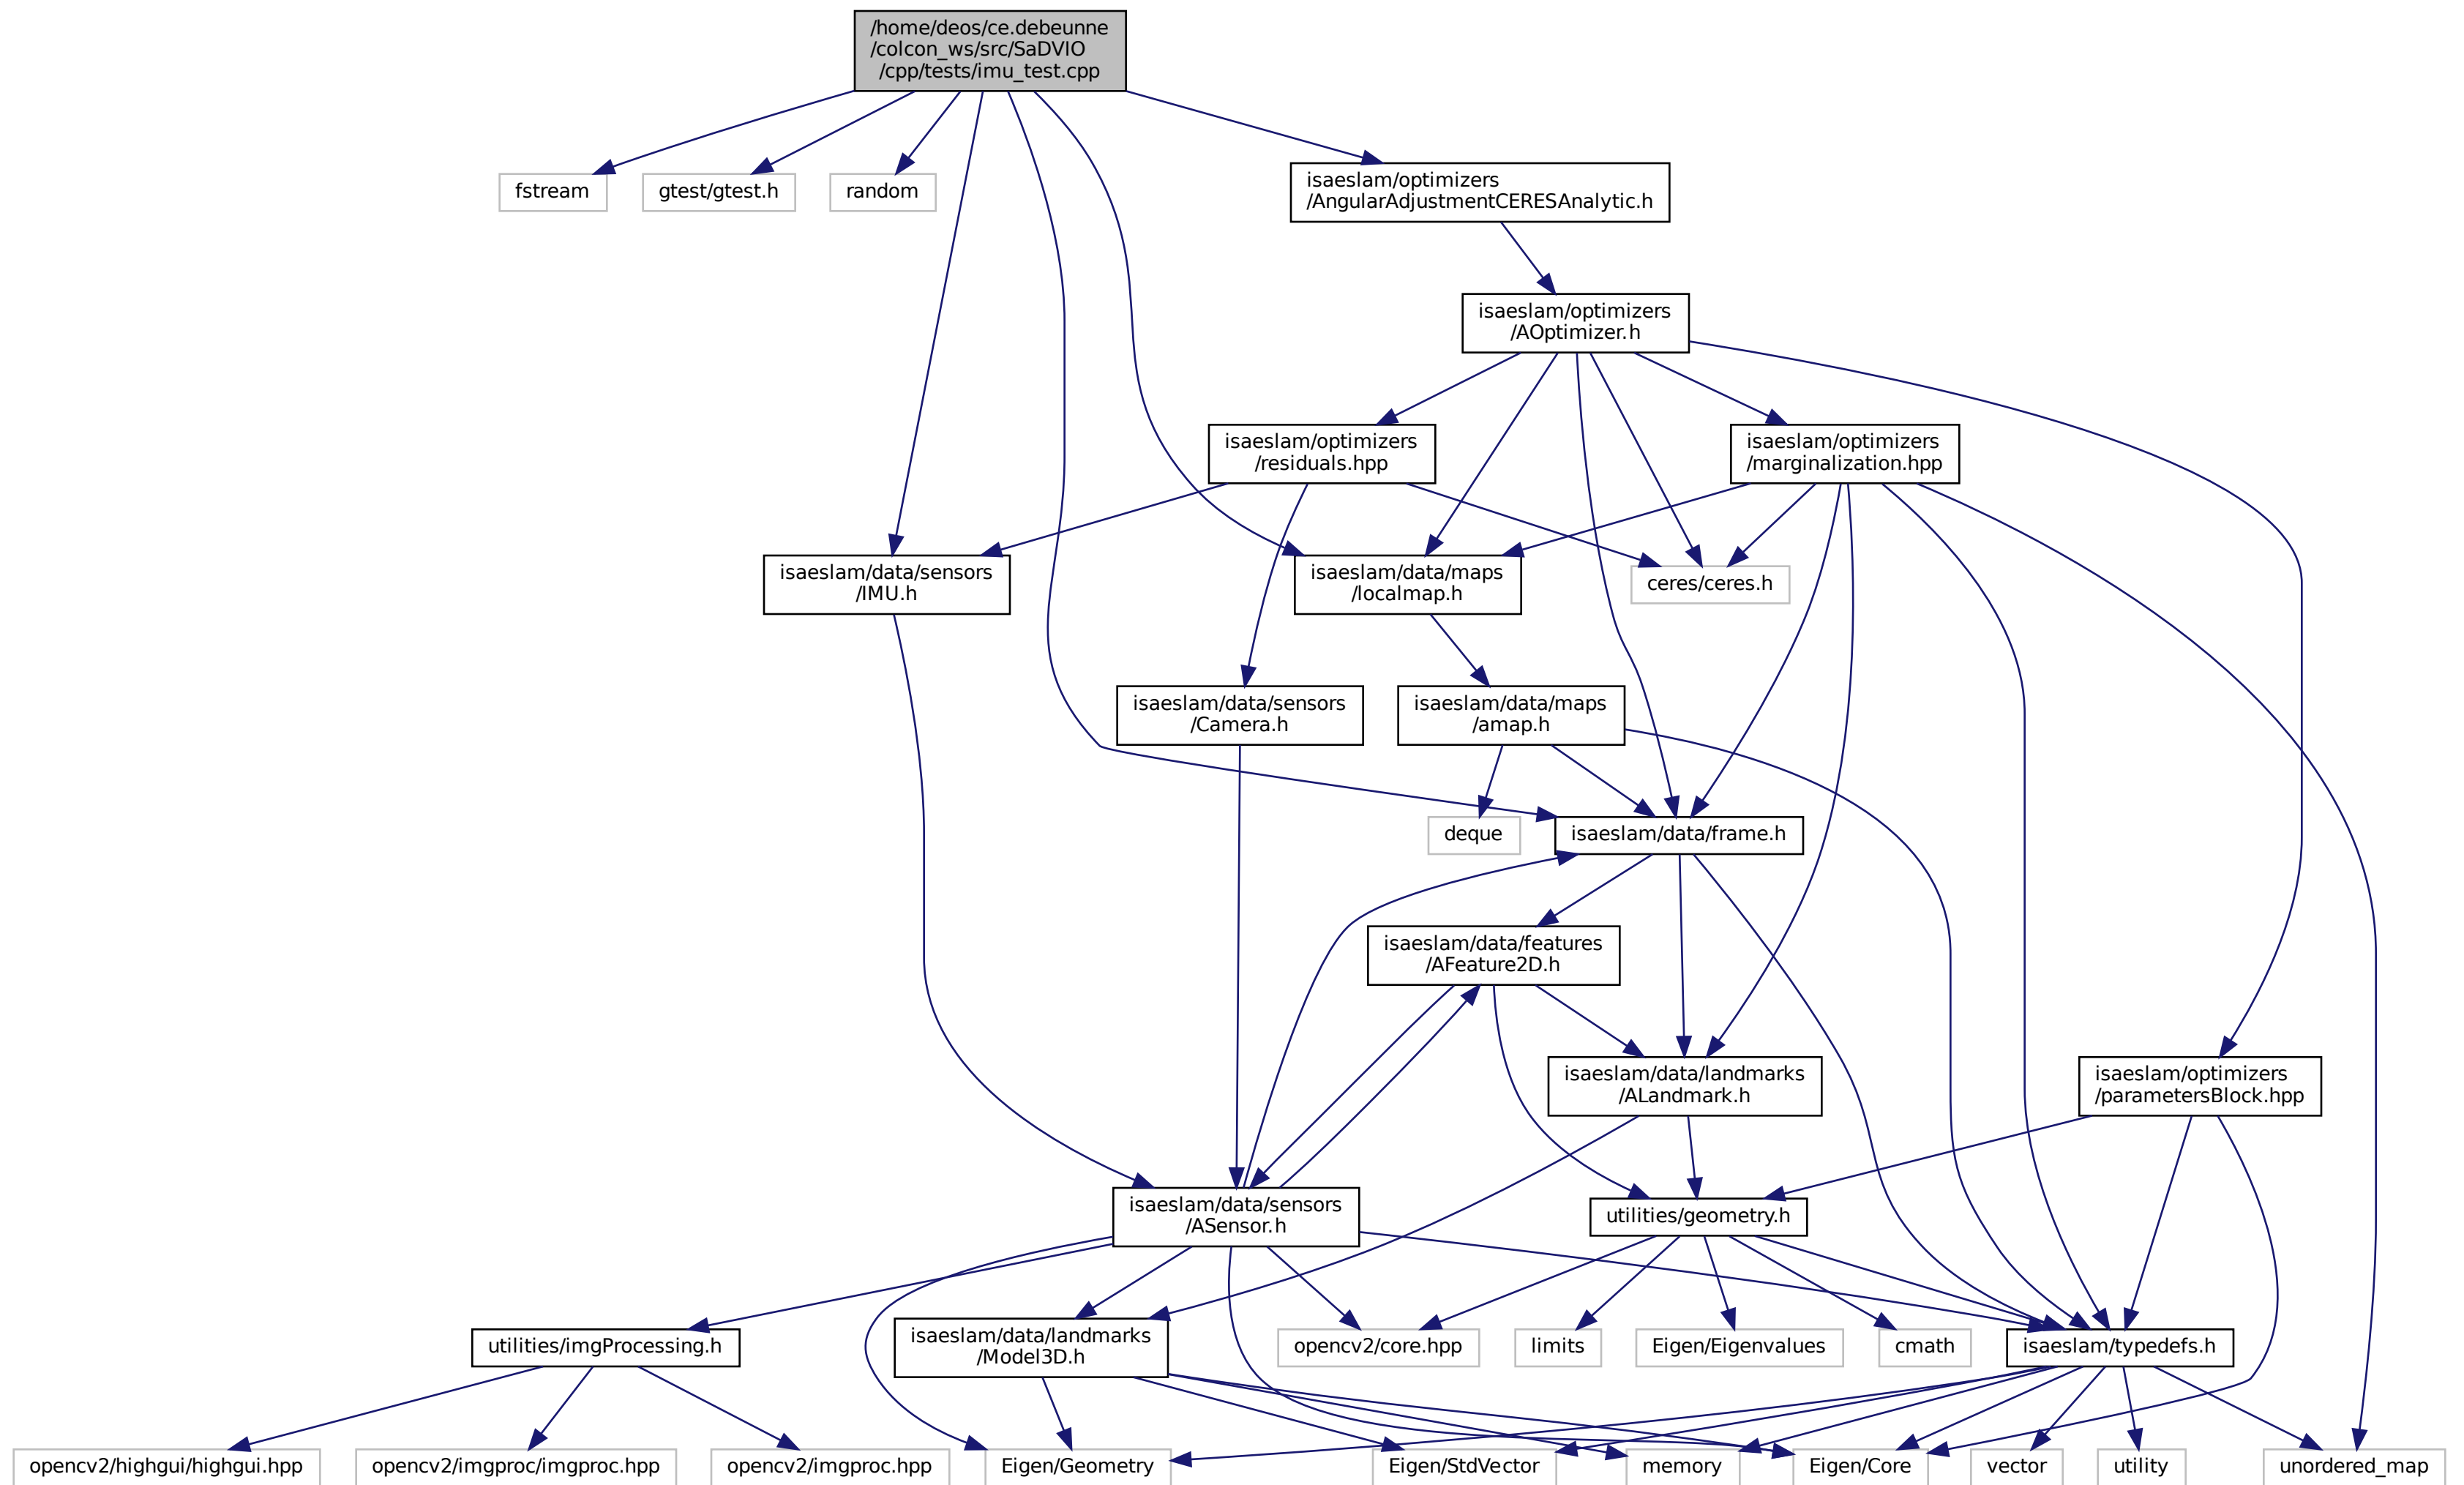 /home/deos/ce.debeunne
/colcon_ws/src/SaDVIO
/cpp/tests/imu_test.cpp
fstream
gtest/gtest.h
random
isaeslam/optimizers
/AngularAdjustmentCERESAnalytic.h
isaeslam/optimizers
/AOptimizer.h
isaeslam/optimizers
/residuals.hpp
isaeslam/optimizers
/marginalization.hpp
isaeslam/data/sensors
/IMU.h
isaeslam/data/maps
/localmap.h
ceres/ceres.h
isaeslam/data/sensors
/Camera.h
isaeslam/data/maps
/amap.h
deque
isaeslam/data/frame.h
isaeslam/data/features
/AFeature2D.h
isaeslam/data/landmarks
/ALandmark.h
isaeslam/optimizers
/parametersBlock.hpp
isaeslam/data/sensors
/ASensor.h
utilities/geometry.h
utilities/imgProcessing.h
isaeslam/data/landmarks
/Model3D.h
opencv2/core.hpp
limits
Eigen/Eigenvalues
cmath
isaeslam/typedefs.h
opencv2/highgui/highgui.hpp
opencv2/imgproc/imgproc.hpp
opencv2/imgproc.hpp
Eigen/Geometry
Eigen/StdVector
memory
Eigen/Core
vector
utility
unordered_map